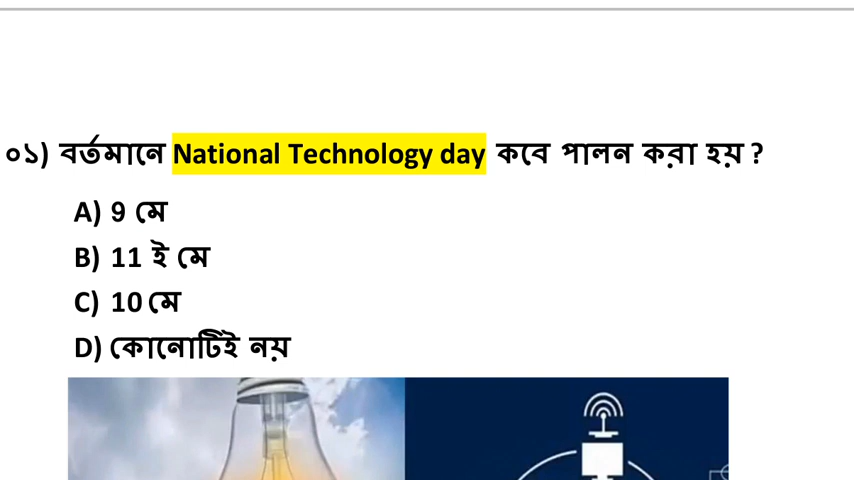 ০১) বর্তমানে National Technology day কবে পালন করা হয় ?
A) 9 মে
B) 11 ই মে
C) 10 মে
D) কোনোটিই নয়